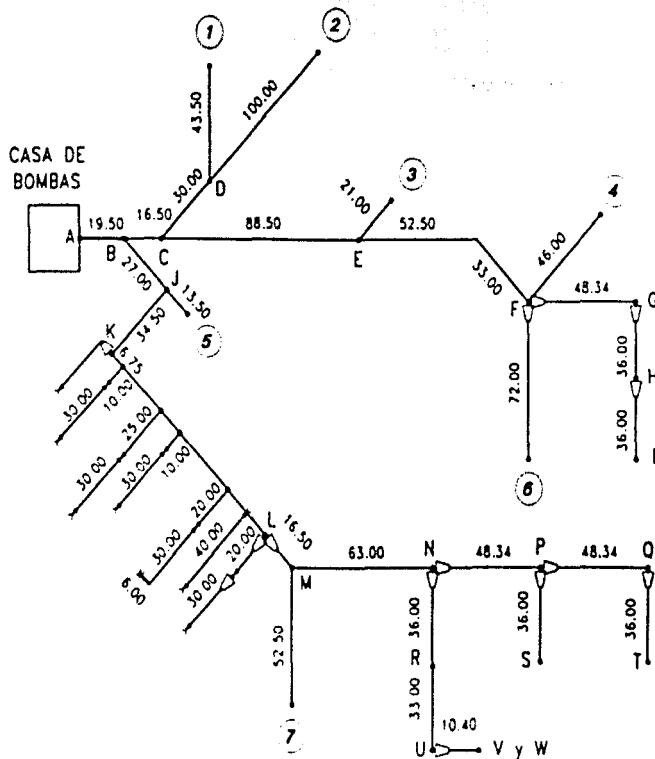 1
2
43.50
100.00
CASA DE
BOMBAS
30.00
D
3
21.00
4
A
19.50
B
16.50
C
88.50
E
52.50
33.00
46.00
F
48.34
G
27.00
J
13.50
5
34.50
K
6.75
36.00
H
72.00
36.00
I
6
30.00
10.00
25.00
30.00
10.00
30.00
20.00
30.00
6.00
40.00
20.00
30.00
L
16.50
M
63.00
N
48.34
P
48.34
Q
52.50
36.00
36.00
36.00
R
S
T
33.00
10.40
U
V y W
7